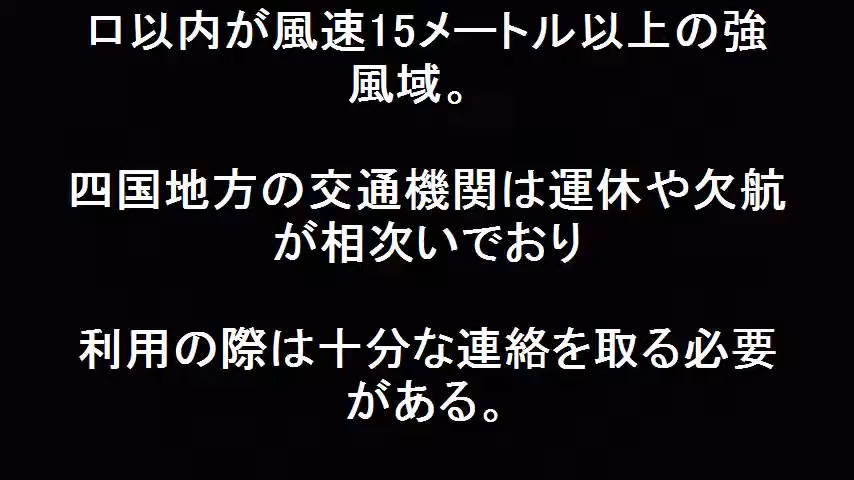 ロ以内が風速15メートル以上の強
風域。
四国地方の交通機関は運休や欠航
が相次いでおり
利用の際は十分な連絡を取る必要
がある。